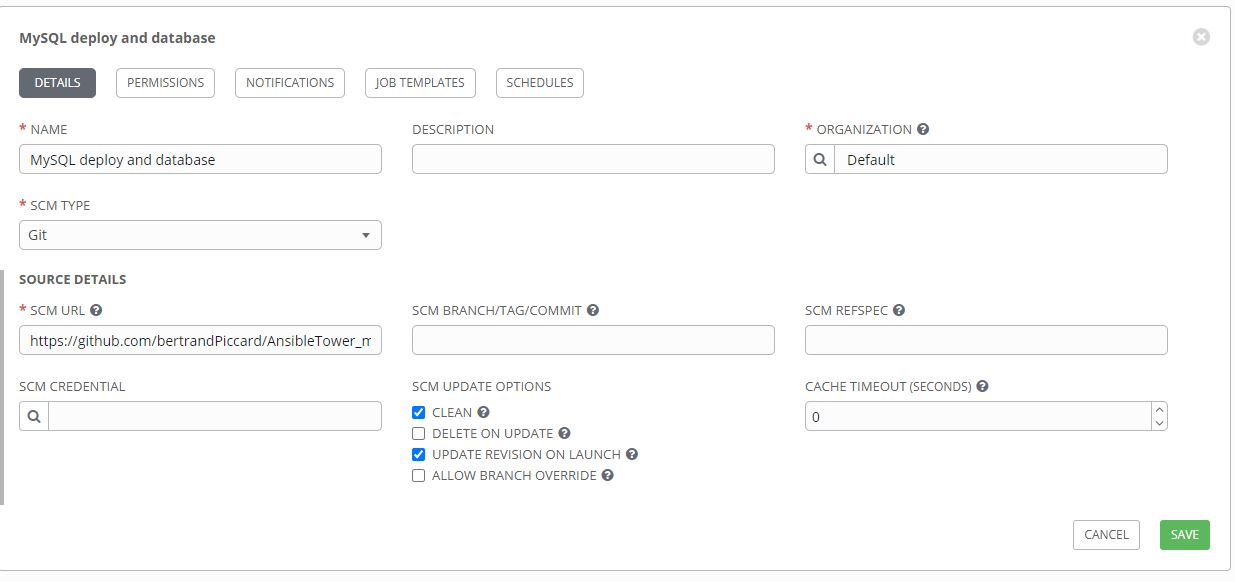 MySQL deploy and database
DETAILS PERMISSIONS NOTIFICATIONS JOB TEMPLATES SCHEDULES
* NAME DESCRIPTION * ORGANIZATION ?
MySQL deploy and database Default
* SCM TYPE
Git
SOURCE DETAILS
* SCM URL ? SCM BRANCH/TAG/COMMIT ? SCM REFSPEC ?
https://github.com/bertrandPiccard/AnsibleTower_m
SCM CREDENTIAL SCM UPDATE OPTIONS CACHE TIMEOUT (SECONDS) ?
CLEAN ? 0
DELETE ON UPDATE ?
UPDATE REVISION ON LAUNCH ?
ALLOW BRANCH OVERRIDE ?
CANCEL SAVE